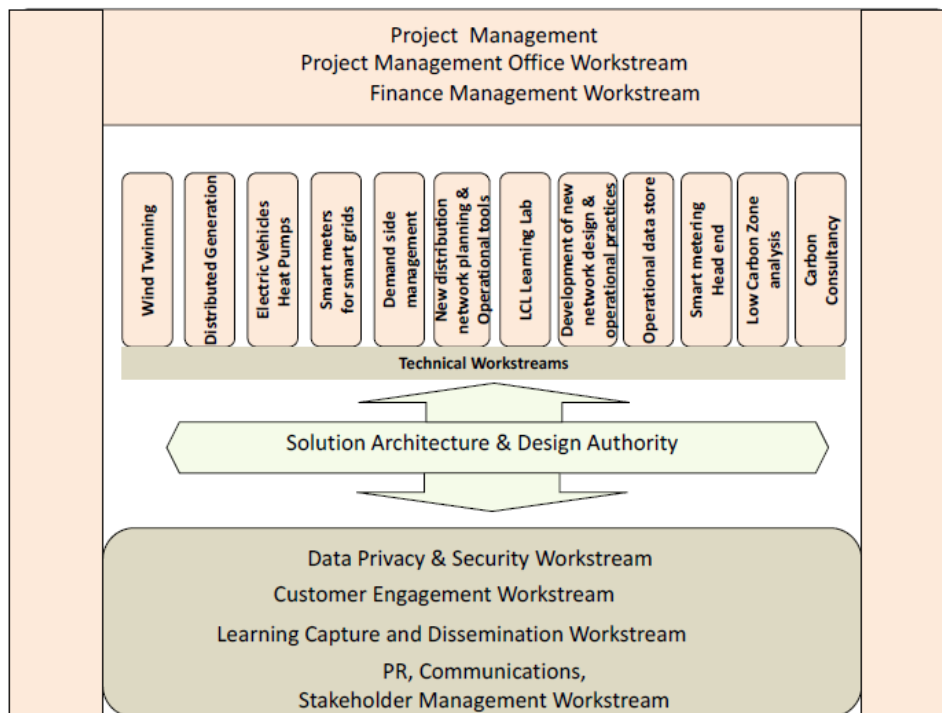 Project Management
Project Management Office Workstream
Finance Management Workstream
Wind Twinning
Distributed Generation
Electric Vehicles
Heat Pumps
Smart meters
for smart grids
Demand side
management
New distribution
network planning &
Operational tools
LCL Learning Lab
Development of new
network design &
operational practices
Operational data store
Smart metering
Head end
Low Carbon Zone
analysis
Carbon
Consultancy
Technical Workstreams
Solution Architecture & Design Authority
Data Privacy & Security Workstream
Customer Engagement Workstream
Learning Capture and Dissemination Workstream
PR, Communications,
Stakeholder Management Workstream